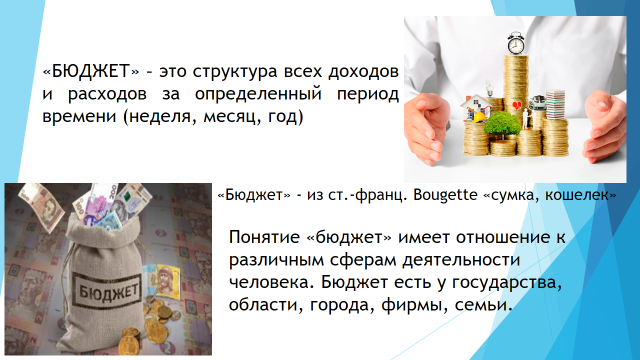 «БЮДЖЕТ» – это структура всех доходов
и расходов за определенный период
времени (неделя, месяц, год)
«Бюджет» - из ст.-франц. Bougette «сумка, кошелек»
БЮДЖЕТ
Понятие «бюджет» имеет отношение к
различным сферам деятельности
человека. Бюджет есть у государства,
области, города, фирмы, семьи.